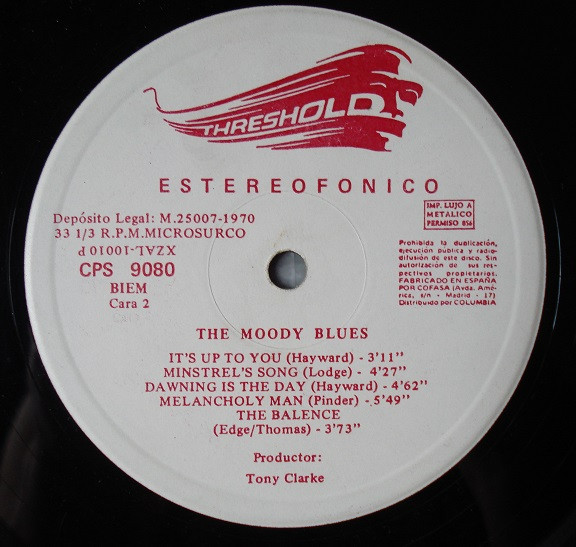 THRESHOLD
ESTEREOFONICO
Depósito Legal: M.25007-1970
33 1/3 R.P.M.MICROSURCO
XZAL-10010 P
CPS 9080
BIEM
Cara 2
IMP. LUJO A
METALICO
PERMISO 856
Prohibida la duplicación,
ejecución pública y radio-
difusión de este disco. Sin
autorización de sus res-
pectivos propietarios.
FABRICADO EN ESPAÑA
POR COFASA (Avda. Amé-
rica, s/n - Madrid - 17)
Distribuido por COLUMBIA
THE MOODY BLUES
IT'S UP TO YOU (Hayward) - 3'11"
MINSTREL'S SONG (Lodge) - 4'27"
DAWNING IS THE DAY (Hayward) - 4'62"
MELANCHOLY MAN (Pinder) - 5'49"
THE BALENCE
(Edge/Thomas) - 3'73"
Productor:
Tony Clarke